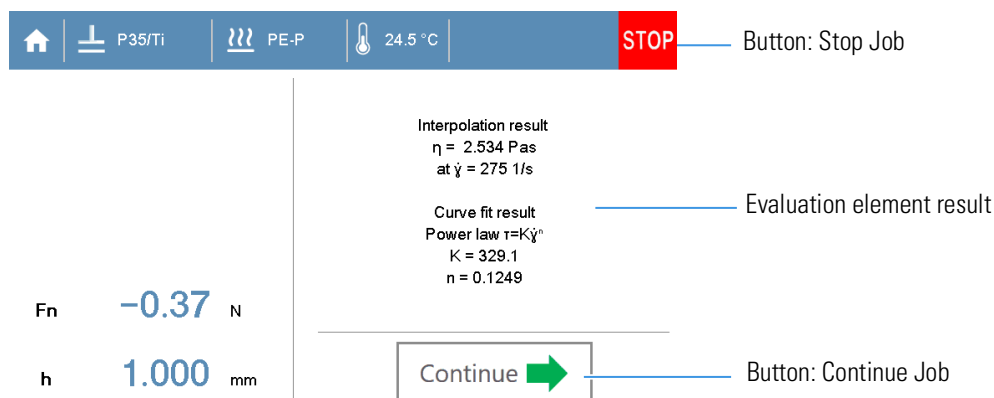 P35/Ti PE-P 24.5 °C STOP
Button: Stop Job
Interpolation result
η = 2.534 Pas
at γ̇ = 275 1/s
Curve fit result
Power law τ=Kγ̇ⁿ
K = 329.1
n = 0.1249
Evaluation element result
Fn -0.37 N
h 1.000 mm
Continue
Button: Continue Job